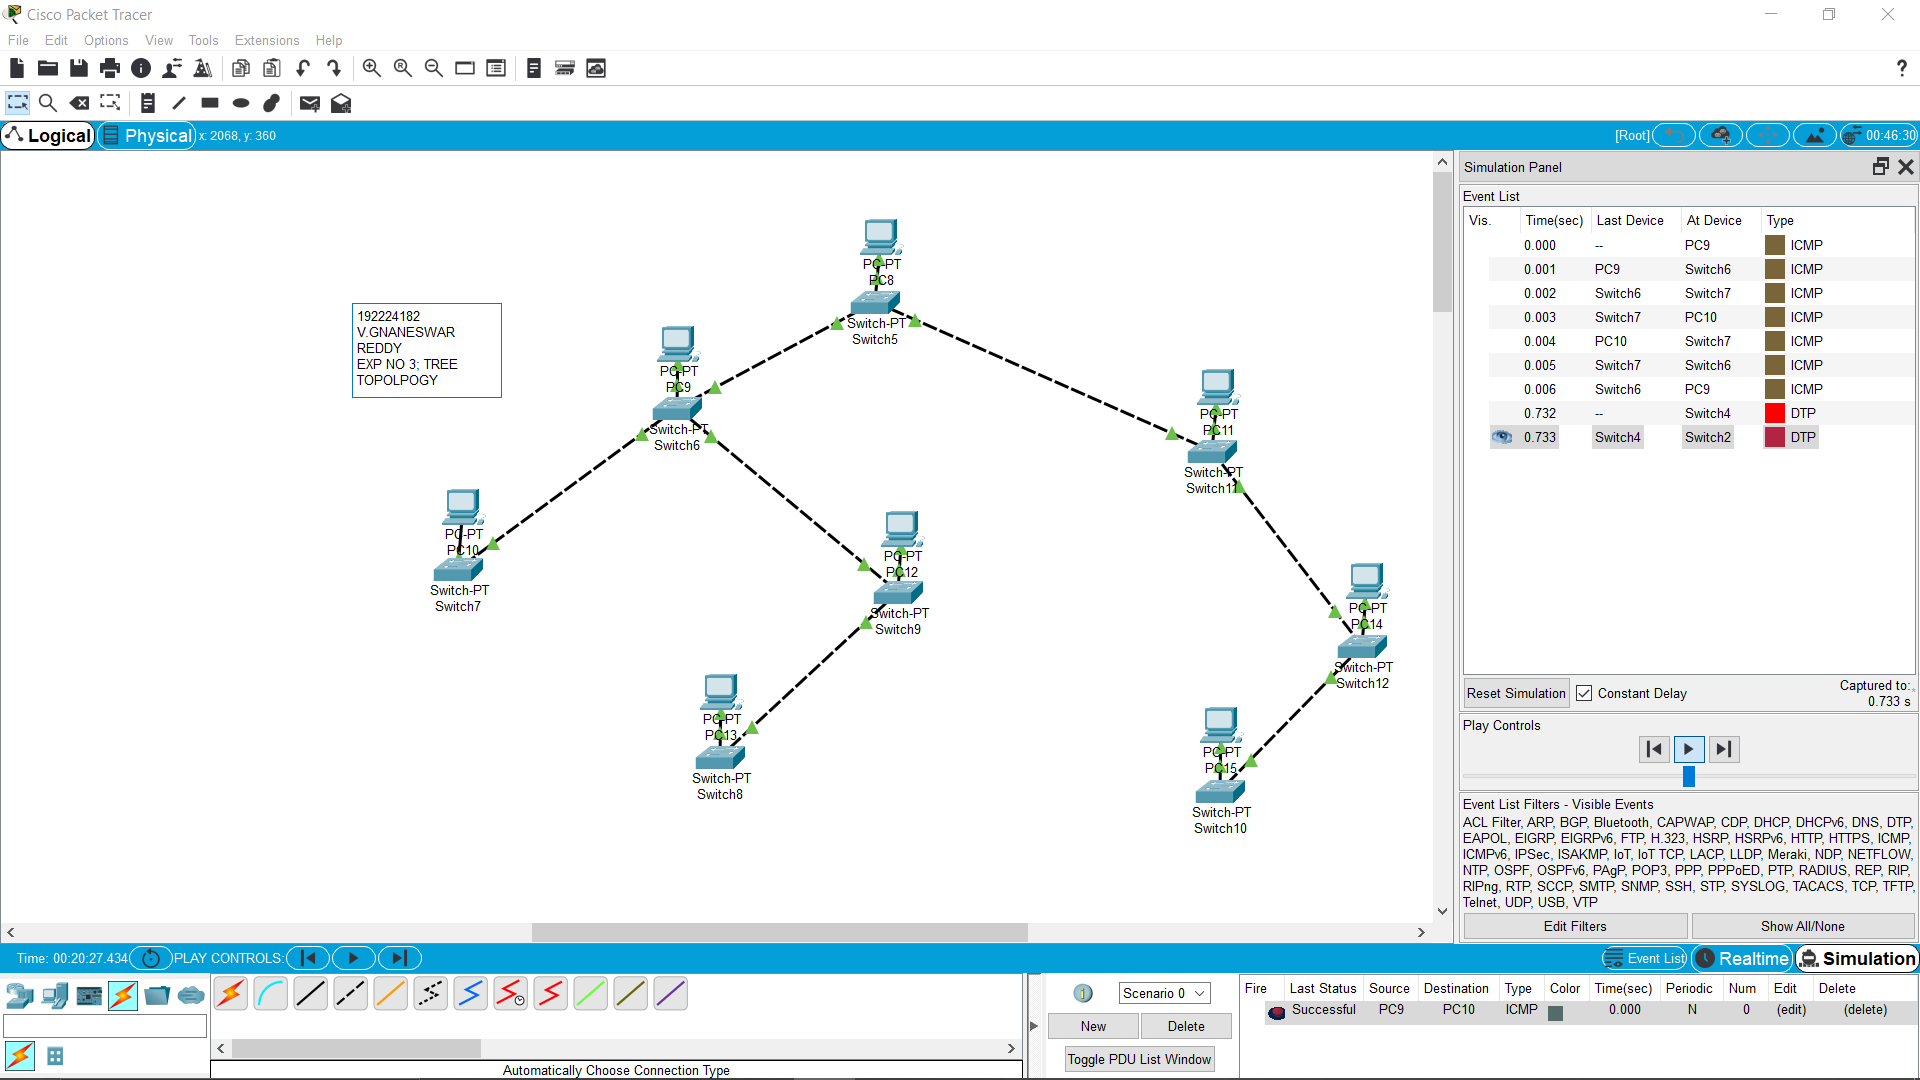 Cisco Packet Tracer
File Edit Options View Tools Extensions Help
?
Logical Physical x: 2068, y: 360 [Root] 00:46:30
192224182
V.GNANESWAR
REDDY
EXP NO 3; TREE
TOPOLPOGY
PC-PT
PC8
Switch-PT
Switch5
PC-PT
PC9
Switch-PT
Switch6
PC-PT
PC11
Switch-PT
Switch11
PC-PT
PC10
Switch-PT
Switch7
PC-PT
PC12
Switch-PT
Switch9
PC-PT
PC14
Switch-PT
Switch12
PC-PT
PC13
Switch-PT
Switch8
PC-PT
PC15
Switch-PT
Switch10
Simulation Panel
Event List
Vis. Time(sec) Last Device At Device Type
0.000 -- PC9 ICMP
0.001 PC9 Switch6 ICMP
0.002 Switch6 Switch7 ICMP
0.003 Switch7 PC10 ICMP
0.004 PC10 Switch7 ICMP
0.005 Switch7 Switch6 ICMP
0.006 Switch6 PC9 ICMP
0.732 -- Switch4 DTP
0.733 Switch4 Switch2 DTP
Reset Simulation Constant Delay Captured to:
0.733 s
Play Controls
Event List Filters - Visible Events
ACL Filter, ARP, BGP, Bluetooth, CAPWAP, CDP, DHCP, DHCPv6, DNS, DTP,
EAPOL, EIGRP, EIGRPv6, FTP, H.323, HSRP, HSRPv6, HTTP, HTTPS, ICMP,
ICMPv6, IPSec, ISAKMP, IoT, IoT TCP, LACP, LLDP, Meraki, NDP, NETFLOW,
NTP, OSPF, OSPFv6, PAgP, POP3, PPP, PPPoED, PTP, RADIUS, REP, RIP,
RIPng, RTP, SCCP, SMTP, SNMP, SSH, STP, SYSLOG, TACACS, TCP, TFTP,
Telnet, UDP, USB, VTP
Edit Filters Show All/None
Time: 00:20:27.434 PLAY CONTROLS: Event List Realtime Simulation
Automatically Choose Connection Type
Scenario 0
New Delete
Toggle PDU List Window
Fire Last Status Source Destination Type Color Time(sec) Periodic Num Edit Delete
Successful PC9 PC10 ICMP 0.000 N 0 (edit) (delete)